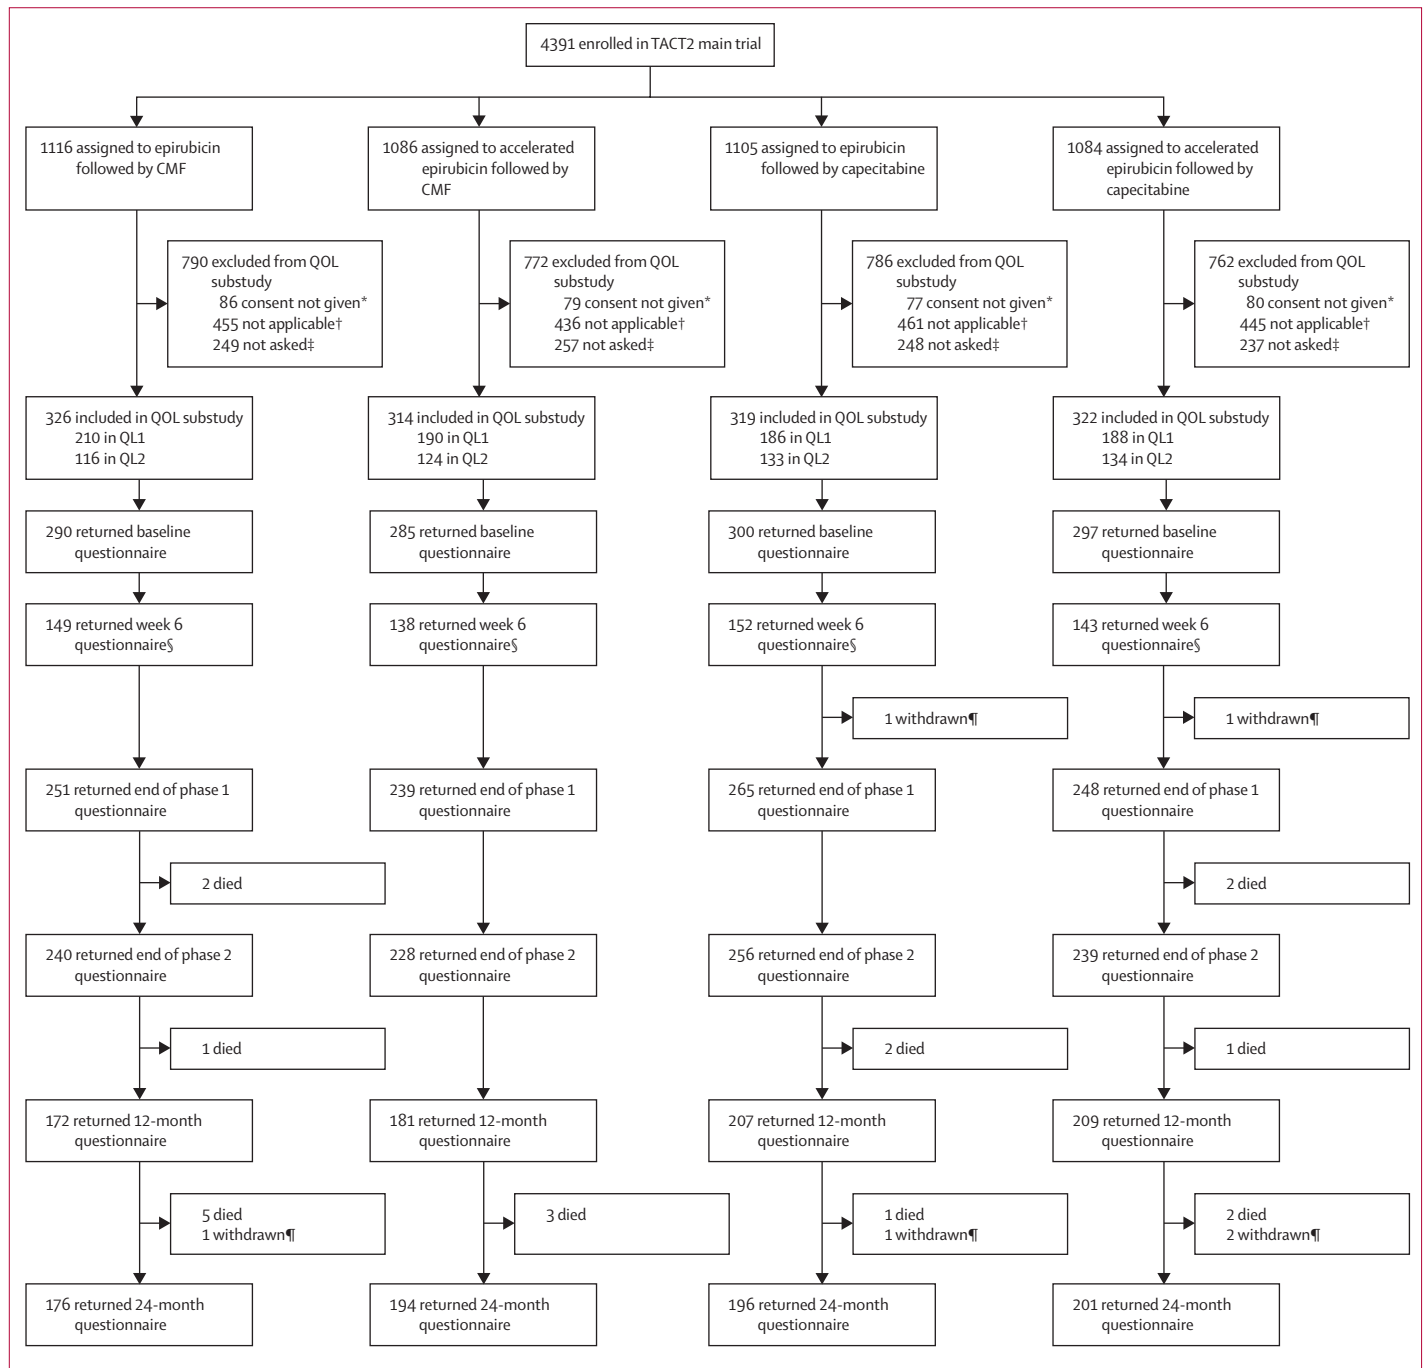 4391 enrolled in TACT2 main trial
1116 assigned to epirubicin
followed by CMF
1086 assigned to accelerated
epirubicin followed by
CMF
1105 assigned to epirubicin
followed by capecitabine
1084 assigned to accelerated
epirubicin followed by
capecitabine
790 excluded from QOL
substudy
86 consent not given*
455 not applicable†
249 not asked‡
772 excluded from QOL
substudy
79 consent not given*
436 not applicable†
257 not asked‡
786 excluded from QOL
substudy
77 consent not given*
461 not applicable†
248 not asked‡
762 excluded from QOL
substudy
80 consent not given*
445 not applicable†
237 not asked‡
326 included in QOL substudy
210 in QL1
116 in QL2
314 included in QOL substudy
190 in QL1
124 in QL2
319 included in QOL substudy
186 in QL1
133 in QL2
322 included in QOL substudy
188 in QL1
134 in QL2
290 returned baseline
questionnaire
285 returned baseline
questionnaire
300 returned baseline
questionnaire
297 returned baseline
questionnaire
149 returned week 6
questionnaire§
138 returned week 6
questionnaire§
152 returned week 6
questionnaire§
143 returned week 6
questionnaire§
1 withdrawn¶
1 withdrawn¶
251 returned end of phase 1
questionnaire
239 returned end of phase 1
questionnaire
265 returned end of phase 1
questionnaire
248 returned end of phase 1
questionnaire
2 died
2 died
240 returned end of phase 2
questionnaire
228 returned end of phase 2
questionnaire
256 returned end of phase 2
questionnaire
239 returned end of phase 2
questionnaire
1 died
2 died
1 died
172 returned 12-month
questionnaire
181 returned 12-month
questionnaire
207 returned 12-month
questionnaire
209 returned 12-month
questionnaire
5 died
1 withdrawn¶
3 died
1 died
1 withdrawn¶
2 died
2 withdrawn¶
176 returned 24-month
questionnaire
194 returned 24-month
questionnaire
196 returned 24-month
questionnaire
201 returned 24-month
questionnaire